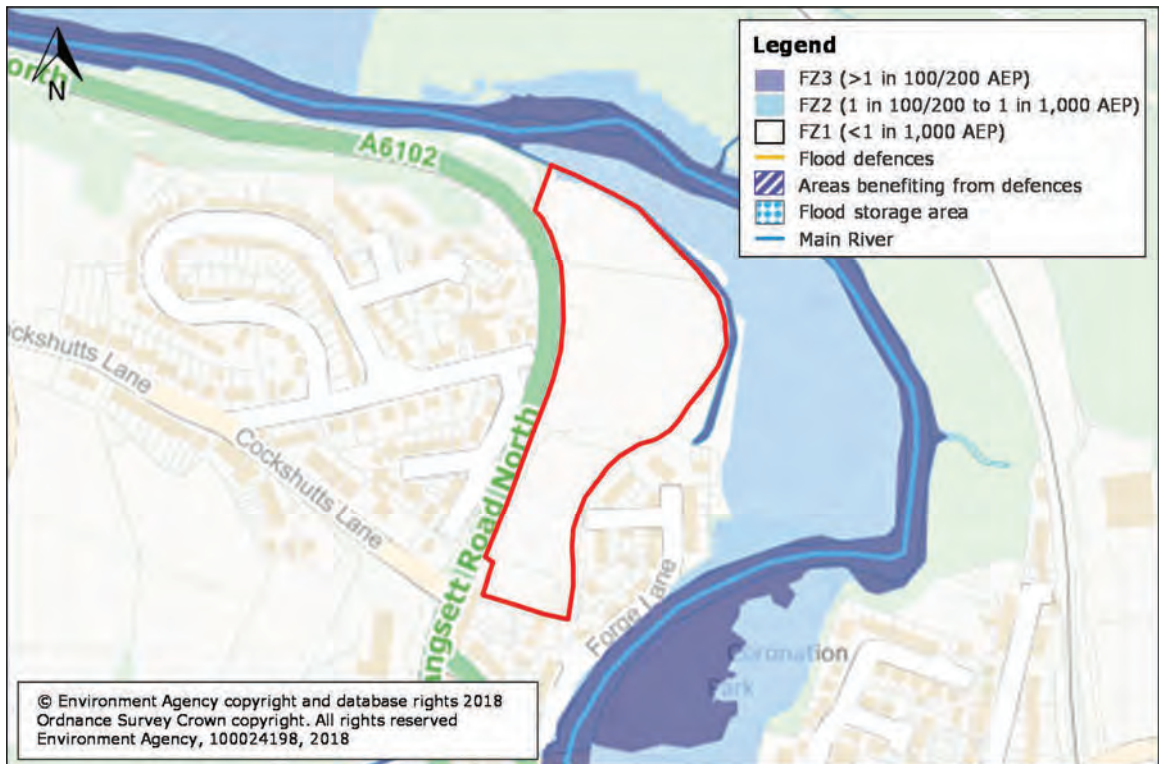 Legend
FZ3 (>1 in 100/200 AEP)
FZ2 (1 in 100/200 to 1 in 1,000 AEP)
FZ1 (<1 in 1,000 AEP)
Flood defences
Areas benefiting from defences
Flood storage area
Main River
orth
N
A6102
ockshutts Lane
Cockshutts Lane
angsett Road North
Forge Lane
Coronation
Park
© Environment Agency copyright and database rights 2018
Ordnance Survey Crown copyright. All rights reserved
Environment Agency, 100024198, 2018